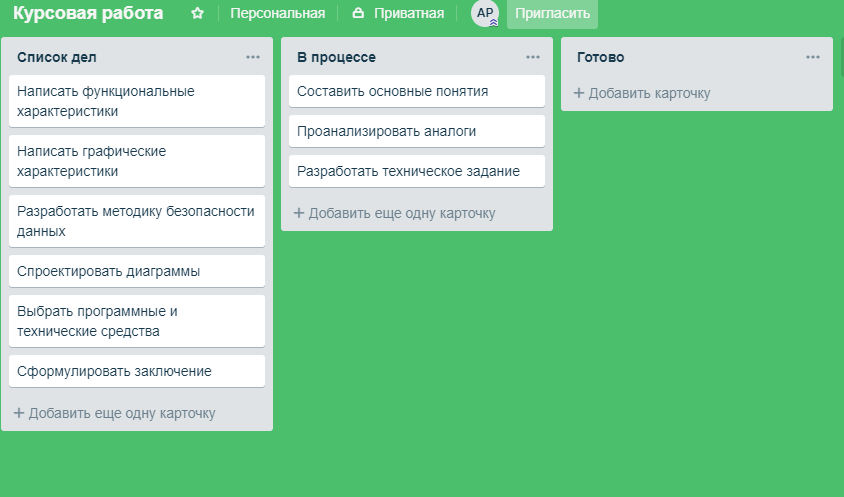 Курсовая работа Персональная Приватная AP Пригласить
Список дел
Написать функциональные
характеристики
Написать графические
характеристики
Разработать методику безопасности
данных
Спроектировать диаграммы
Выбрать программные и
технические средства
Сформулировать заключение
+ Добавить еще одну карточку
В процессе
Составить основные понятия
Проанализировать аналоги
Разработать техническое задание
+ Добавить еще одну карточку
Готово
+ Добавить карточку